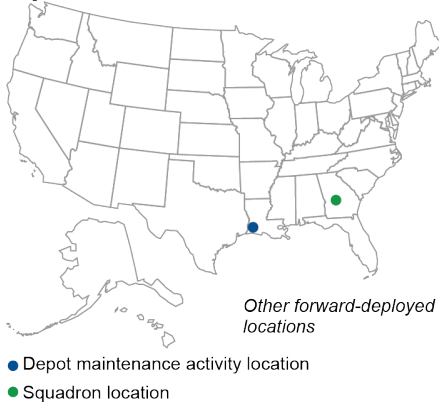 Other forward-deployed
locations
Depot maintenance activity location
Squadron location